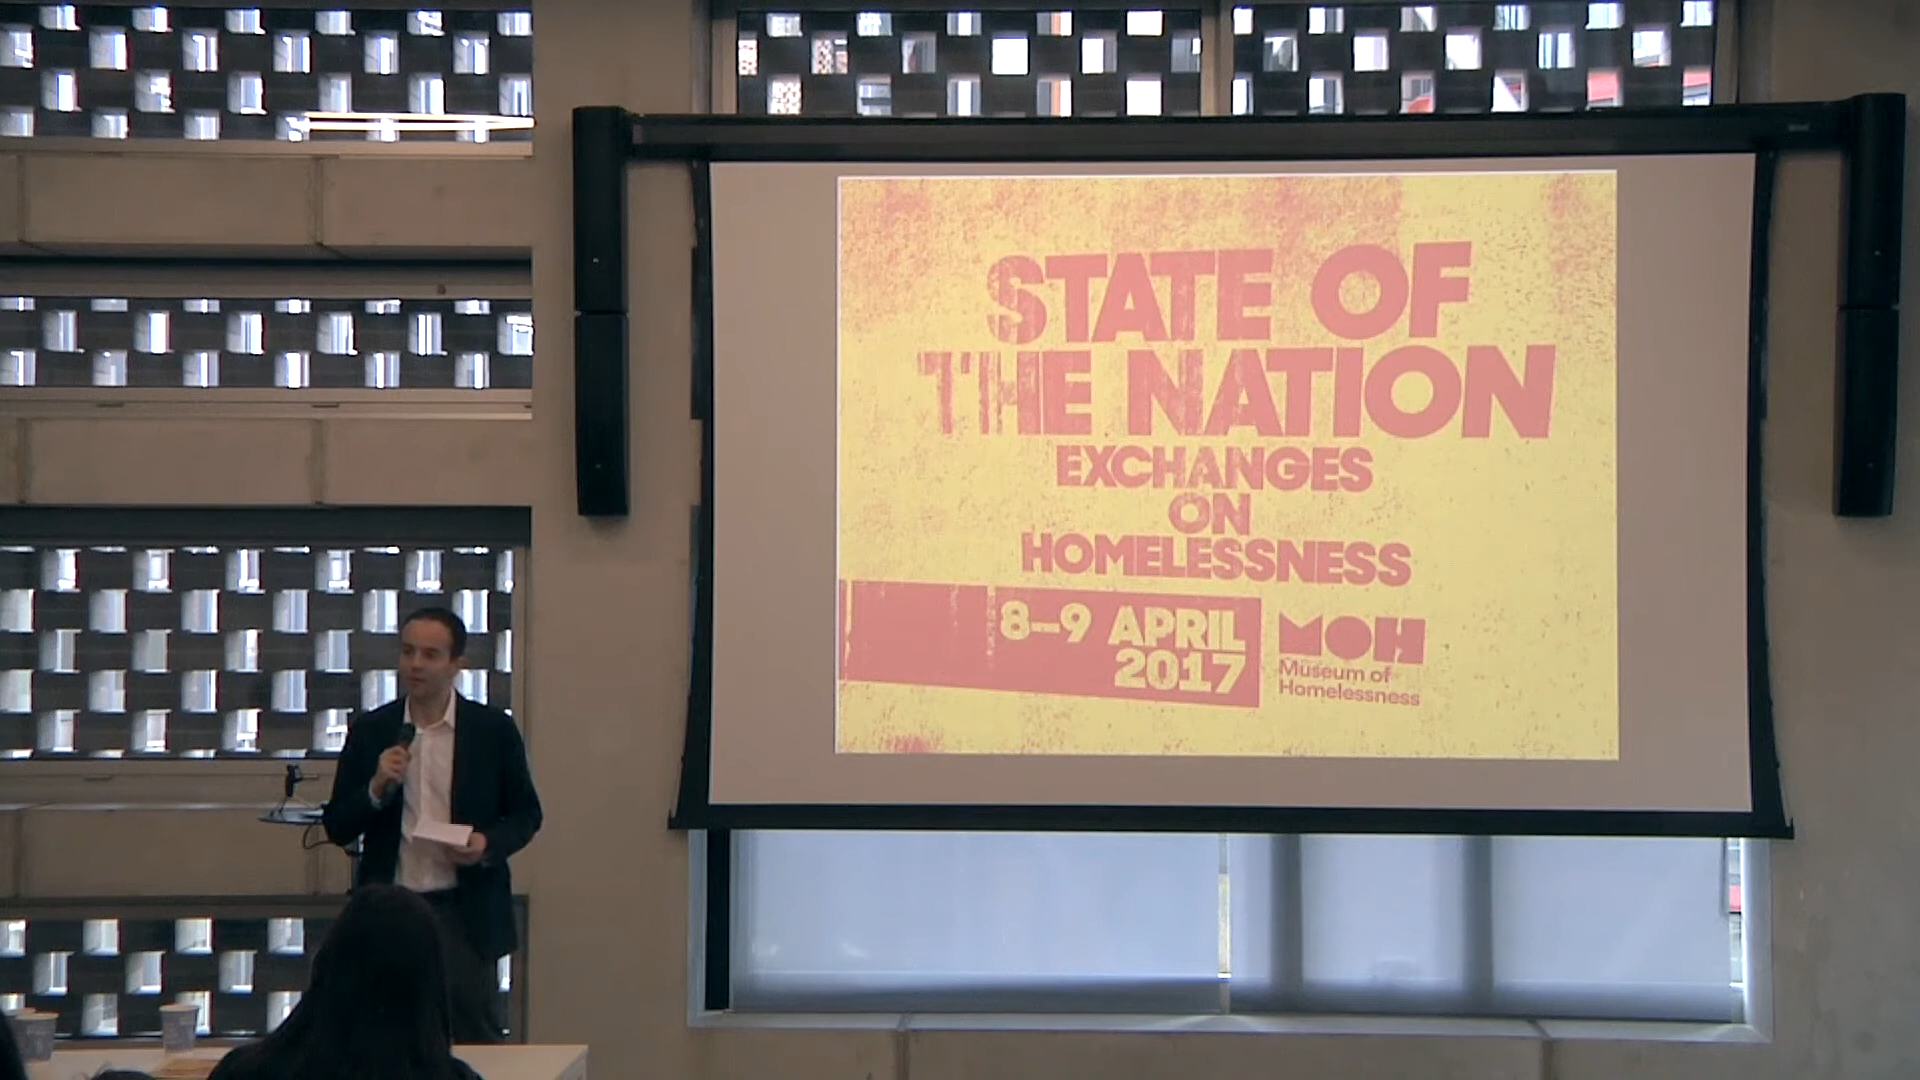 STATE OF
THE NATION
EXCHANGES
ON
HOMELESSNESS
8–9 APRIL
2017
MOH
Museum of
Homelessness